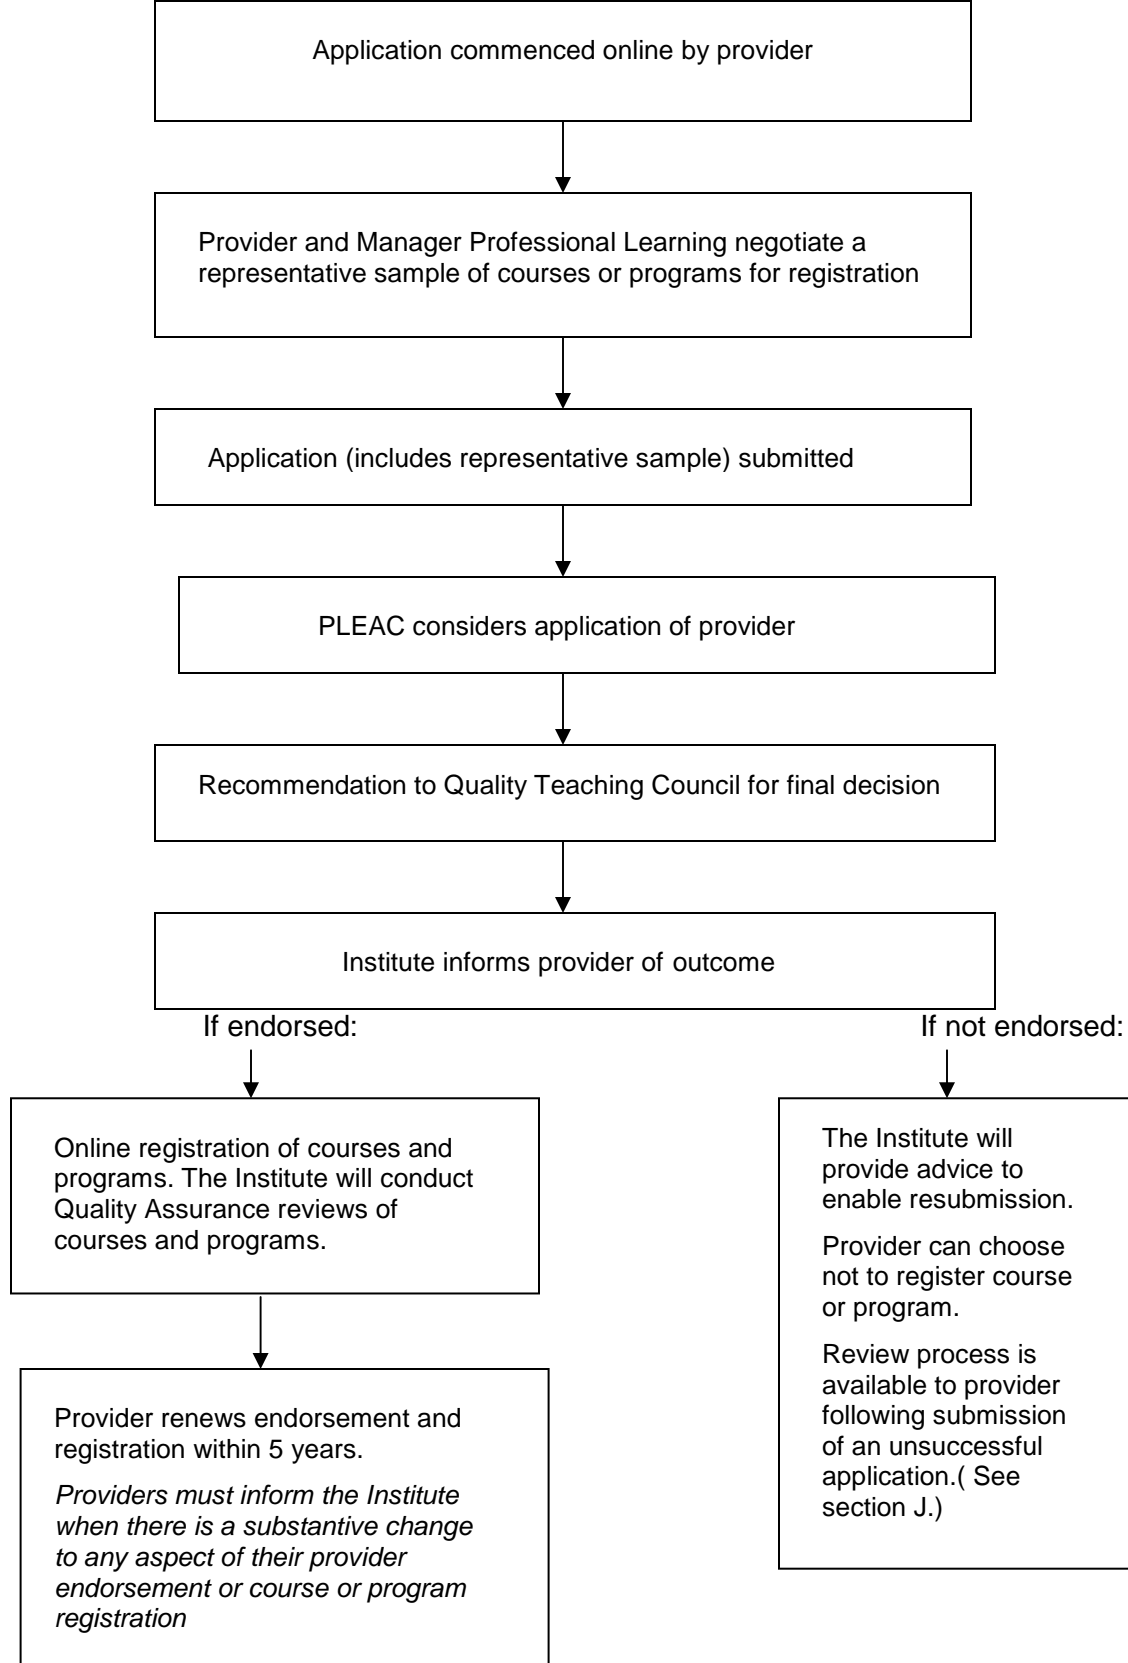 Application commenced online by provider
Provider and Manager Professional Learning negotiate a
representative sample of courses or programs for registration
Application (includes representative sample) submitted
PLEAC considers application of provider
Recommendation to Quality Teaching Council for final decision
Institute informs provider of outcome
If endorsed:
Online registration of courses and
programs. The Institute will conduct
Quality Assurance reviews of
courses and programs.
Provider renews endorsement and
registration within 5 years.
Providers must inform the Institute
when there is a substantive change
to any aspect of their provider
endorsement or course or program
registration
If not endorsed:
The Institute will
provide advice to
enable resubmission.
Provider can choose
not to register course
or program.
Review process is
available to provider
following submission
of an unsuccessful
application.( See
section J.)